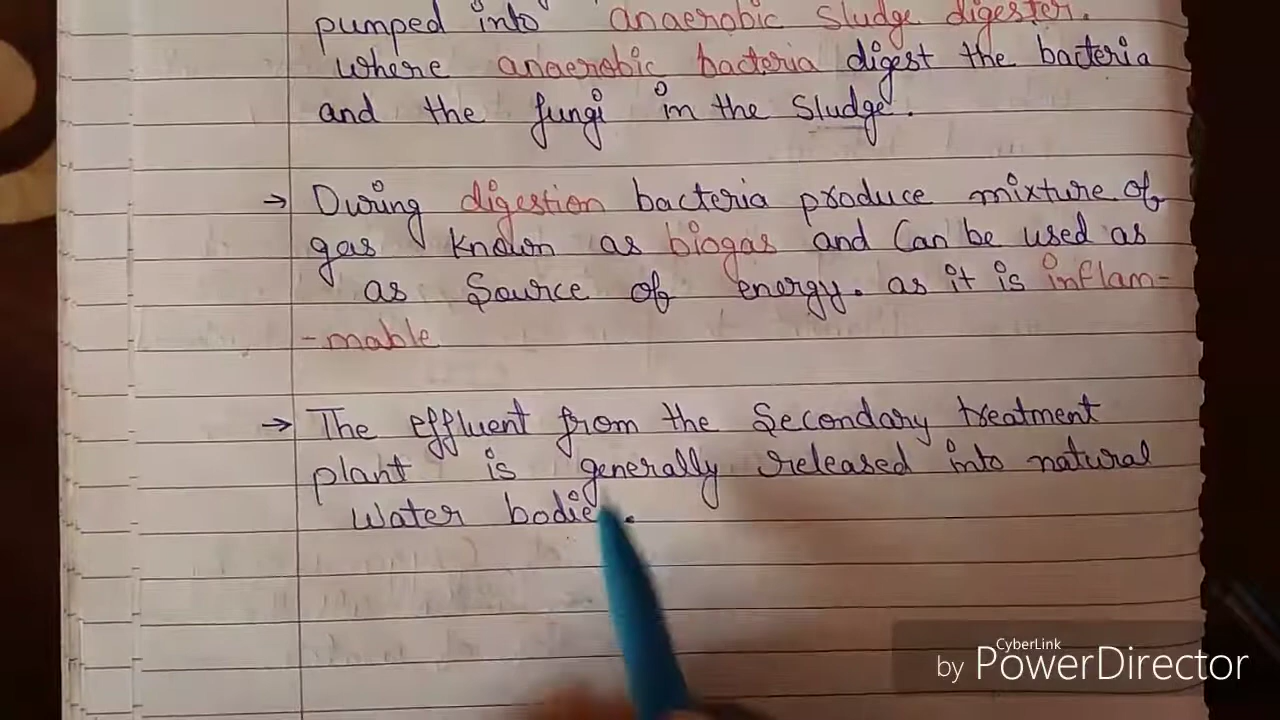 pumped into anaerobic sludge digester.
where anaerobic bacteria digest the bacteria
and the fungi in the sludge.
→ During digestion bacteria produce mixture of
gas known as biogas and Can be used as
as Source of energy. as it is inflam-
-mable
→ The effluent from the Secondary treatment
plant is generally released into natural
Water bodies.
CyberLink
by PowerDirector